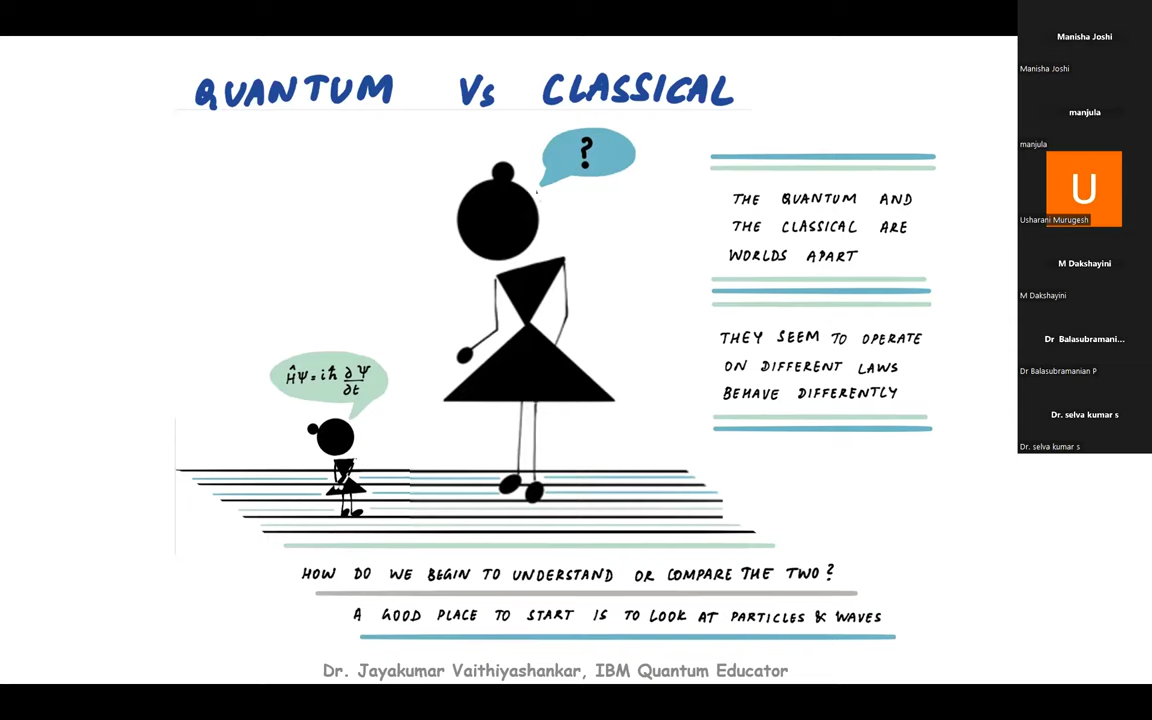 QUANTUM Vs CLASSICAL
?
THE QUANTUM AND
THE CLASSICAL ARE
WORLDS APART
THEY SEEM TO OPERATE
ON DIFFERENT LAWS
BEHAVE DIFFERENTLY
ĤΨ = iħ ∂Ψ/∂t
HOW DO WE BEGIN TO UNDERSTAND OR COMPARE THE TWO?
A GOOD PLACE TO START IS TO LOOK AT PARTICLES & WAVES
Dr. Jayakumar Vaithiyashankar, IBM Quantum Educator
Manisha Joshi
Manisha Joshi
manjula
manjula
U
Usharani Murugesh
M Dakshayini
M Dakshayini
Dr Balasubramani...
Dr Balasubramanian P
Dr. selva kumar s
Dr. selva kumar s